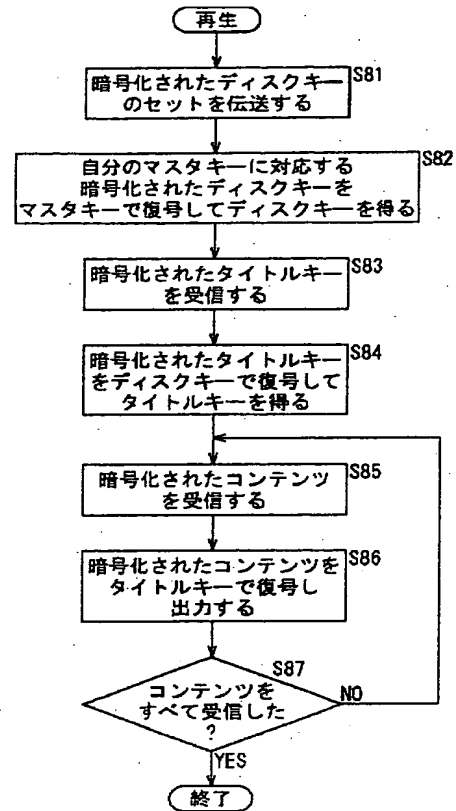 再生
S81
暗号化されたディスクキー
のセットを伝送する
S82
自分のマスタキーに対応する
暗号化されたディスクキーを
マスタキーで復号してディスクキーを得る
S83
暗号化されたタイトルキー
を受信する
S84
暗号化されたタイトルキー
をディスクキーで復号して
タイトルキーを得る
S85
暗号化されたコンテンツ
を受信する
S86
暗号化されたコンテンツを
タイトルキーで復号し
出力する
S87
コンテンツを
すべて受信した
?
NO
YES
終了